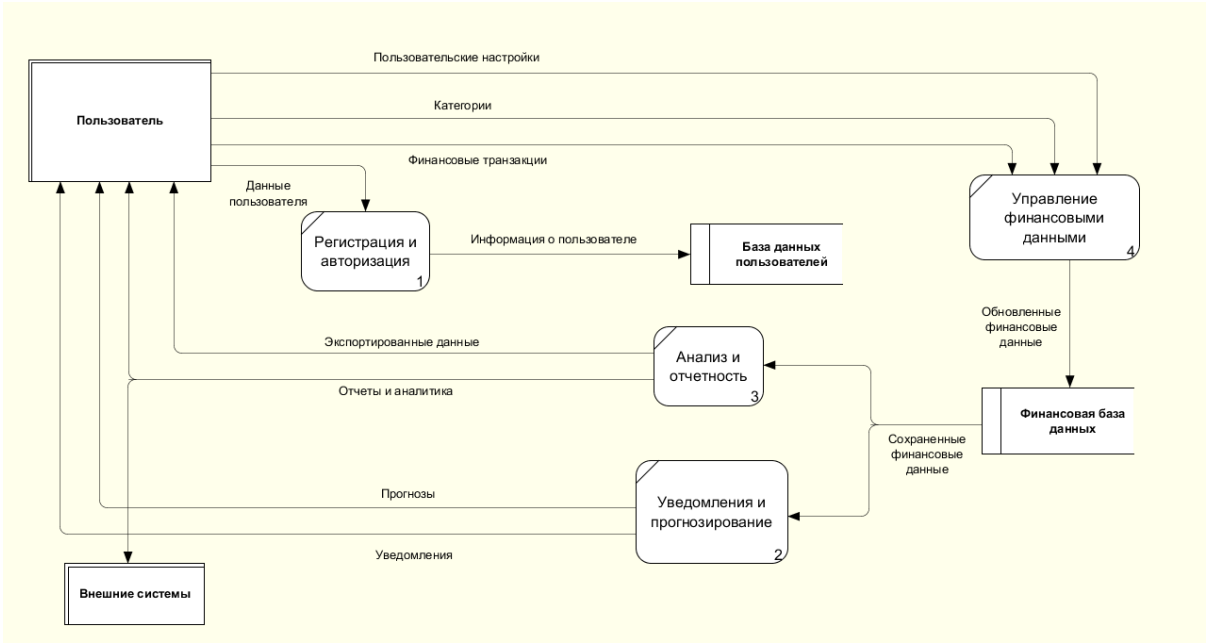 Пользовательские настройки
Категории
Пользователь
Финансовые транзакции
Данные
пользователя
Управление
финансовыми
данными
4
Регистрация и
авторизация
1
Информация о пользователе
База данных
пользователей
Обновленные
финансовые
данные
Экспортированные данные
Анализ и
отчетность
3
Отчеты и аналитика
Финансовая база
данных
Сохраненные
финансовые
данные
Прогнозы
Уведомления и
прогнозирование
2
Уведомления
Внешние системы